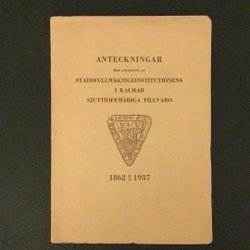 ANTECKNINGAR
MED ANLEDNING AV
STADSFULLMÄKTIGEINSTITUTIONENS
I KALMAR
SJUTTIOFEMÅRIGA TILLVARO
1862 1937